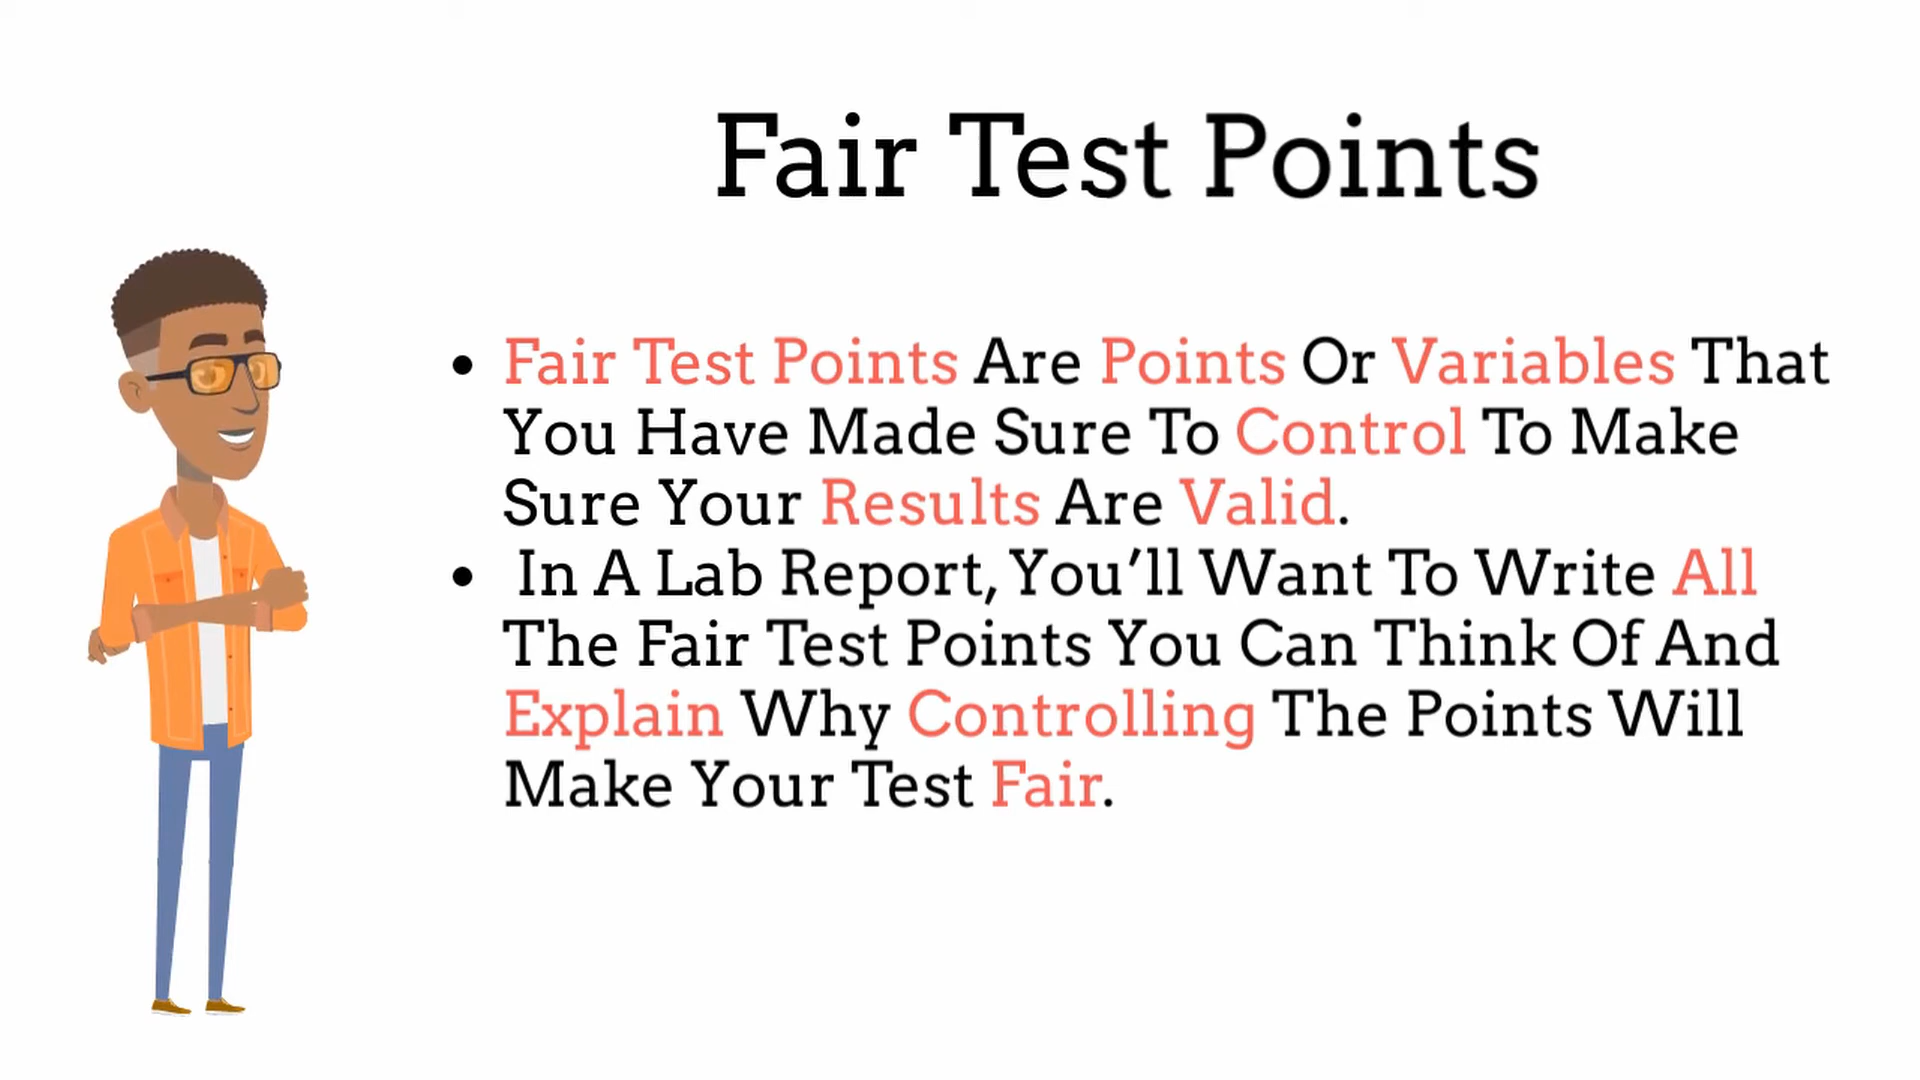 Fair Test Points
• Fair Test Points Are Points Or Variables That
You Have Made Sure To Control To Make
Sure Your Results Are Valid.
• In A Lab Report, You’ll Want To Write All
The Fair Test Points You Can Think Of And
Explain Why Controlling The Points Will
Make Your Test Fair.